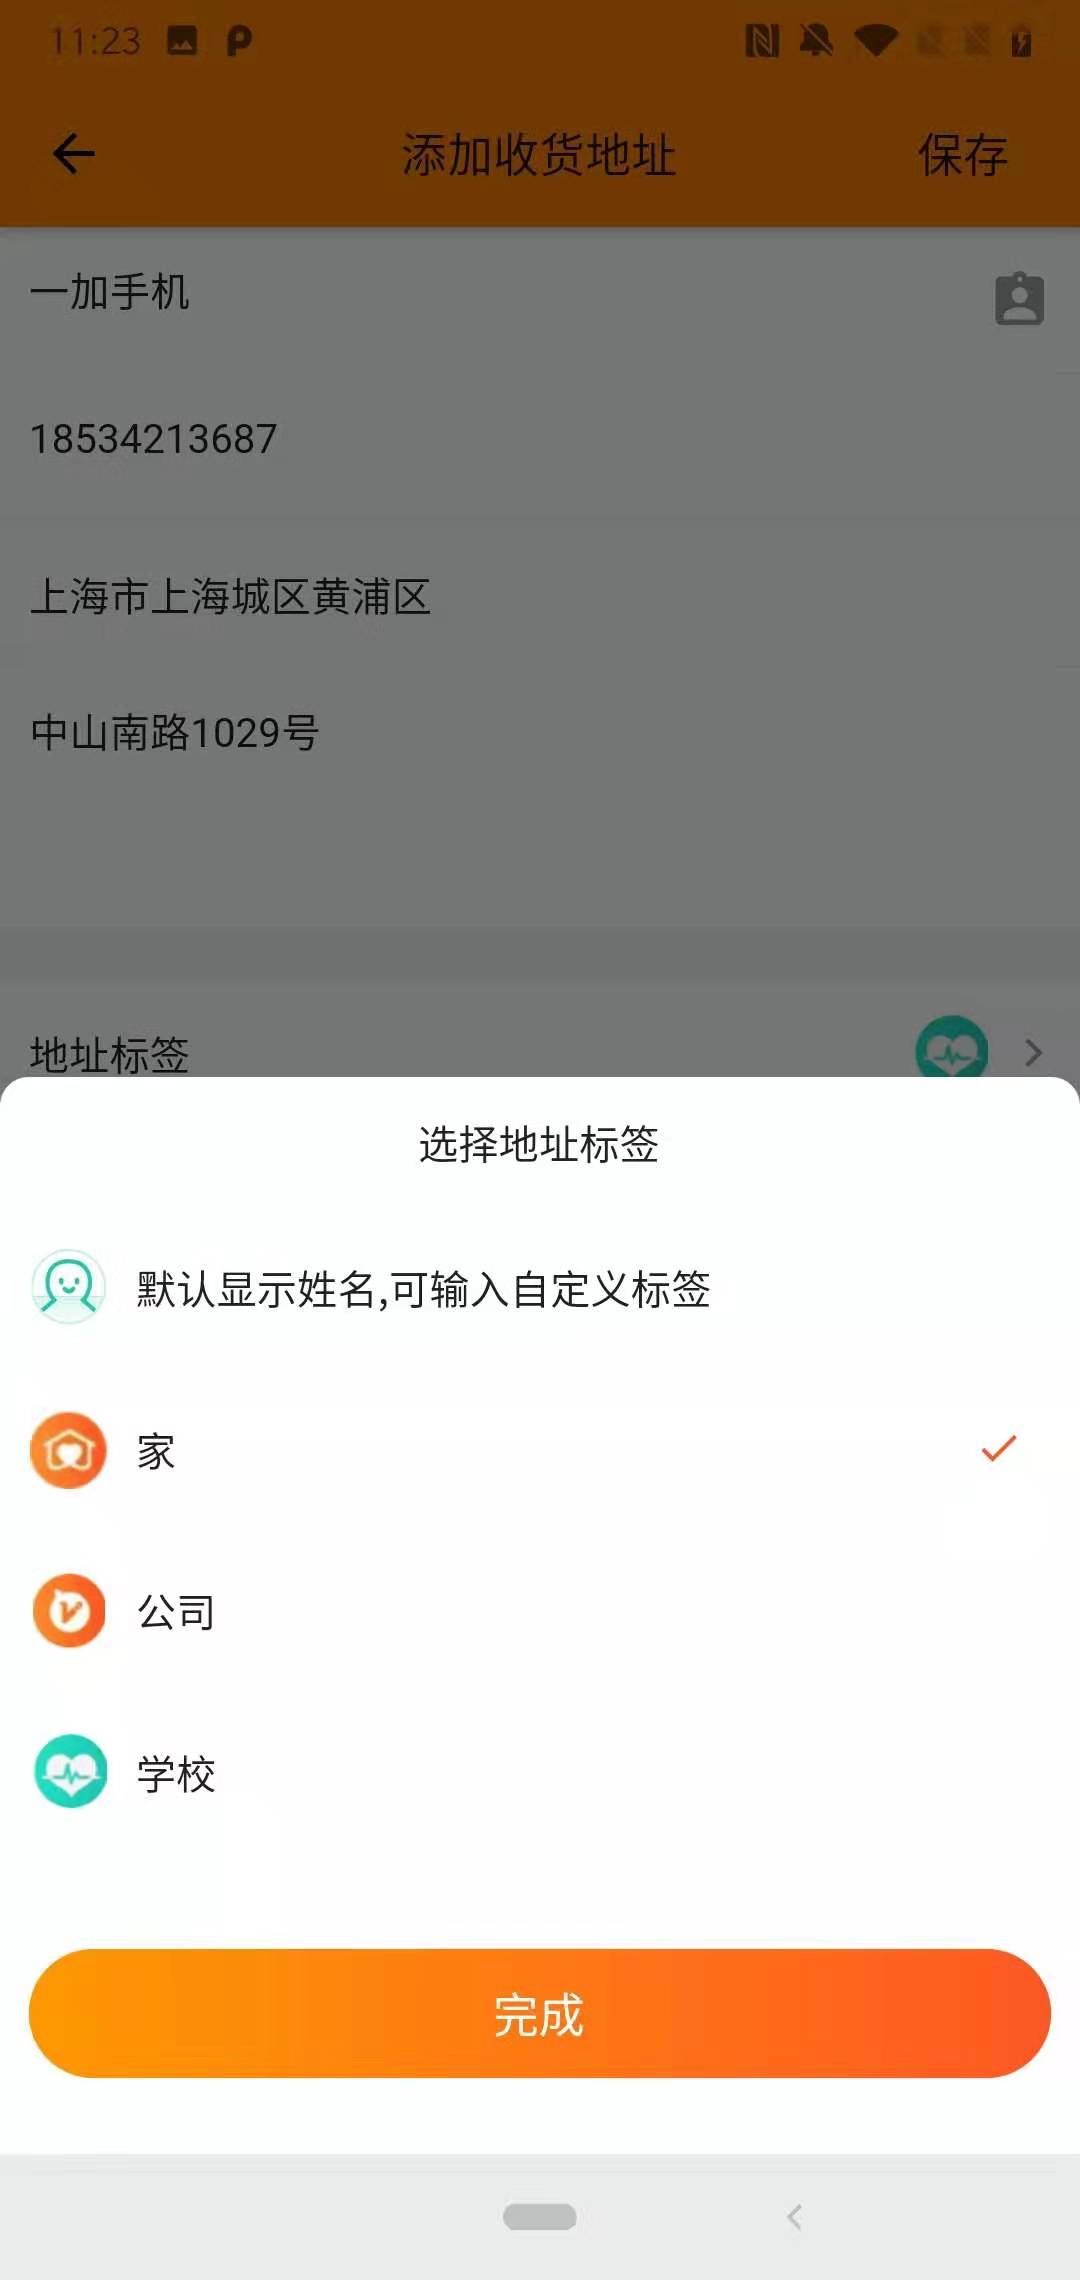 11:23
添加收货地址
保存
一加手机
18534213687
上海市上海城区黄浦区
中山南路1029号
地址标签
选择地址标签
默认显示姓名,可输入自定义标签
家
公司
学校
完成